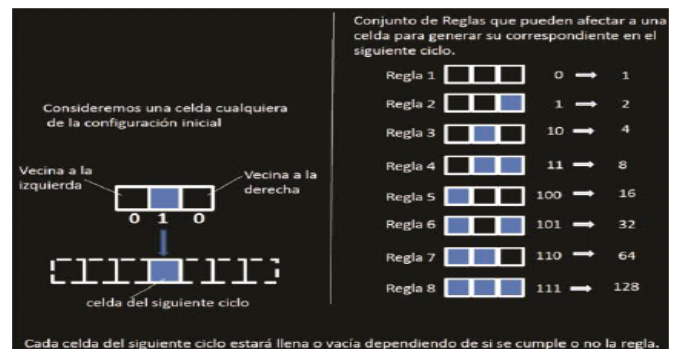 Consideremos una celda cualquiera
de la configuración inicial
Vecina a la
izquierda
Vecina a la
derecha
0 1 0
celda del siguiente ciclo
Conjunto de Reglas que pueden afectar a una
celda para generar su correspondiente en el
siguiente ciclo.
Regla 1 0 → 1
Regla 2 1 → 2
Regla 3 10 → 4
Regla 4 11 → 8
Regla 5 100 → 16
Regla 6 101 → 32
Regla 7 110 → 64
Regla 8 111 → 128
Cada celda del siguiente ciclo estará llena o vacía dependiendo de si se cumple o no la regla.